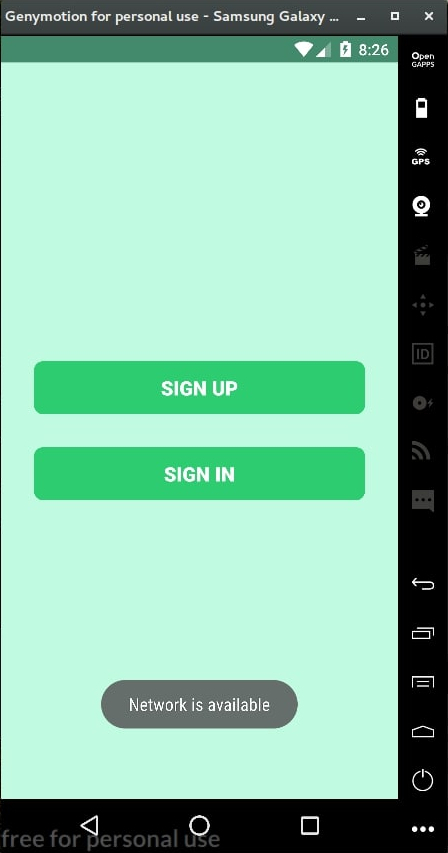 Genymotion for personal use - Samsung Galaxy ...
8:26
Open
GAPPS
GPS
ID
SIGN UP
SIGN IN
Network is available
free for personal use